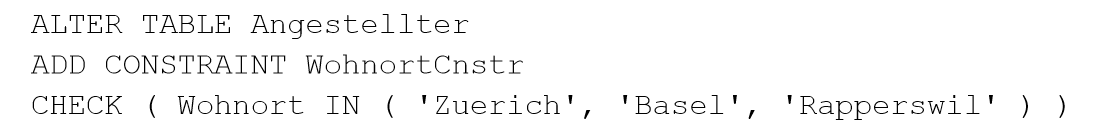 ALTER TABLE Angestellter
ADD CONSTRAINT WohnortCnstr
CHECK ( Wohnort IN ( 'Zuerich', 'Basel', 'Rapperswil' ) )